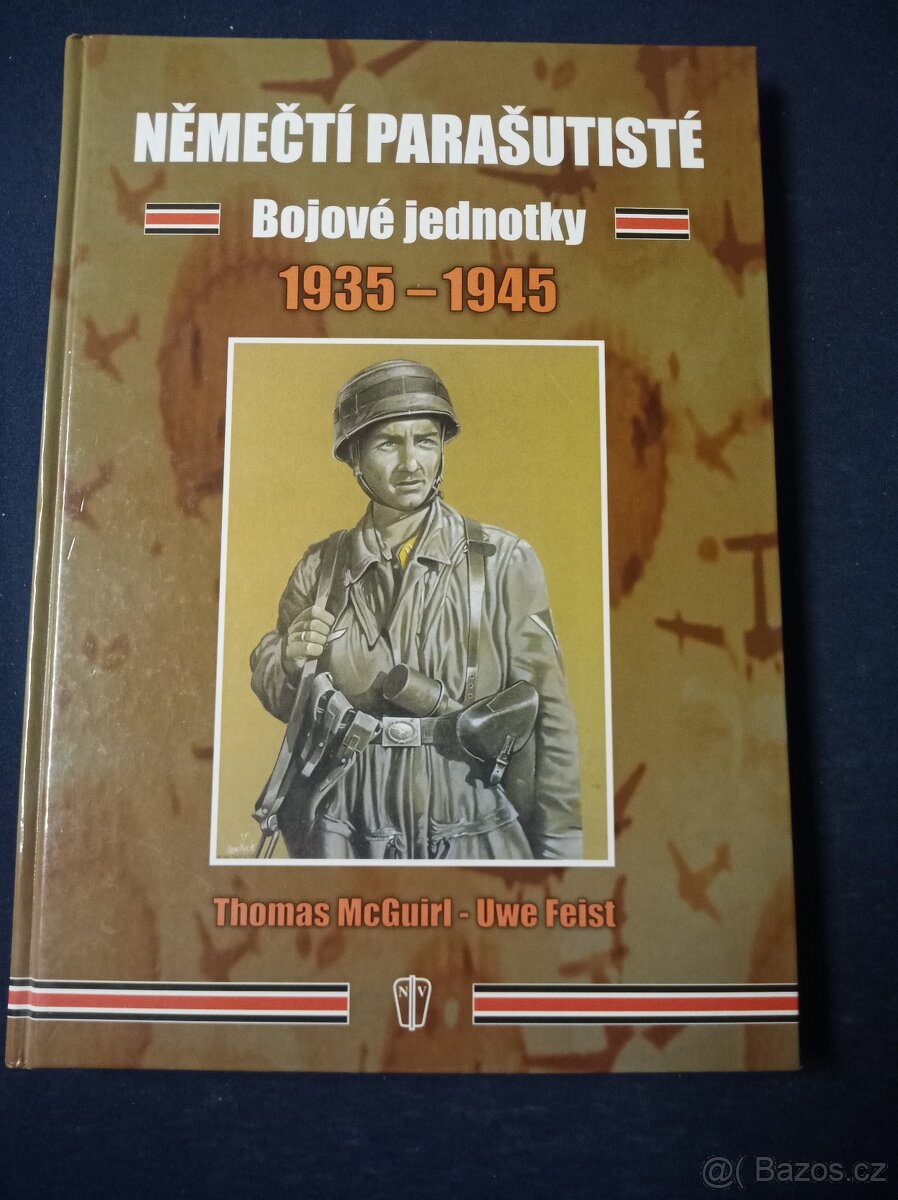 NĚMEČTÍ PARAŠUTISTÉ
Bojové jednotky
1935 – 1945
Thomas McGuirl - Uwe Feist
NV
@( Bazos.cz